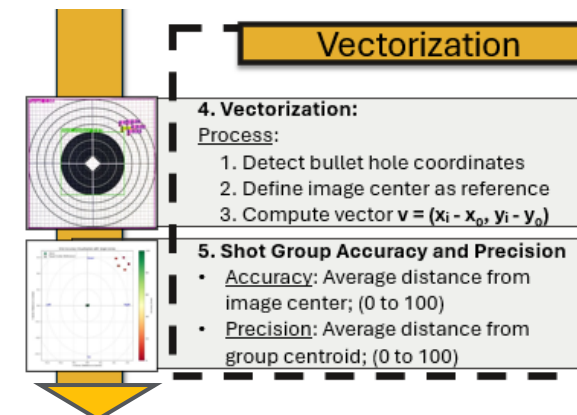 Vectorization
4. Vectorization:
Process:
1. Detect bullet hole coordinates
2. Define image center as reference
3. Compute vector v = (xᵢ - x₀, yᵢ - y₀)
5. Shot Group Accuracy and Precision
• Accuracy: Average distance from
image center; (0 to 100)
• Precision: Average distance from
group centroid; (0 to 100)